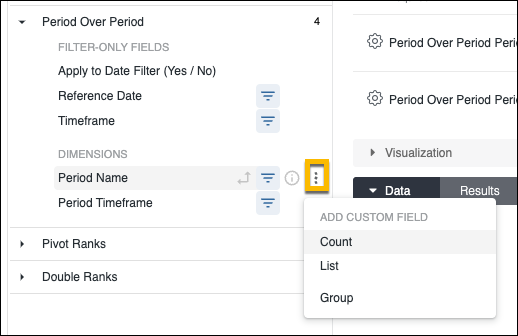 Period Over Period 4
FILTER-ONLY FIELDS
Apply to Date Filter (Yes / No)
Reference Date
Timeframe
DIMENSIONS
Period Name
Period Timeframe
Pivot Ranks
Double Ranks
Period Over Period Per
Period Over Period Per
Visualization
Data Results
ADD CUSTOM FIELD
Count
List
Group